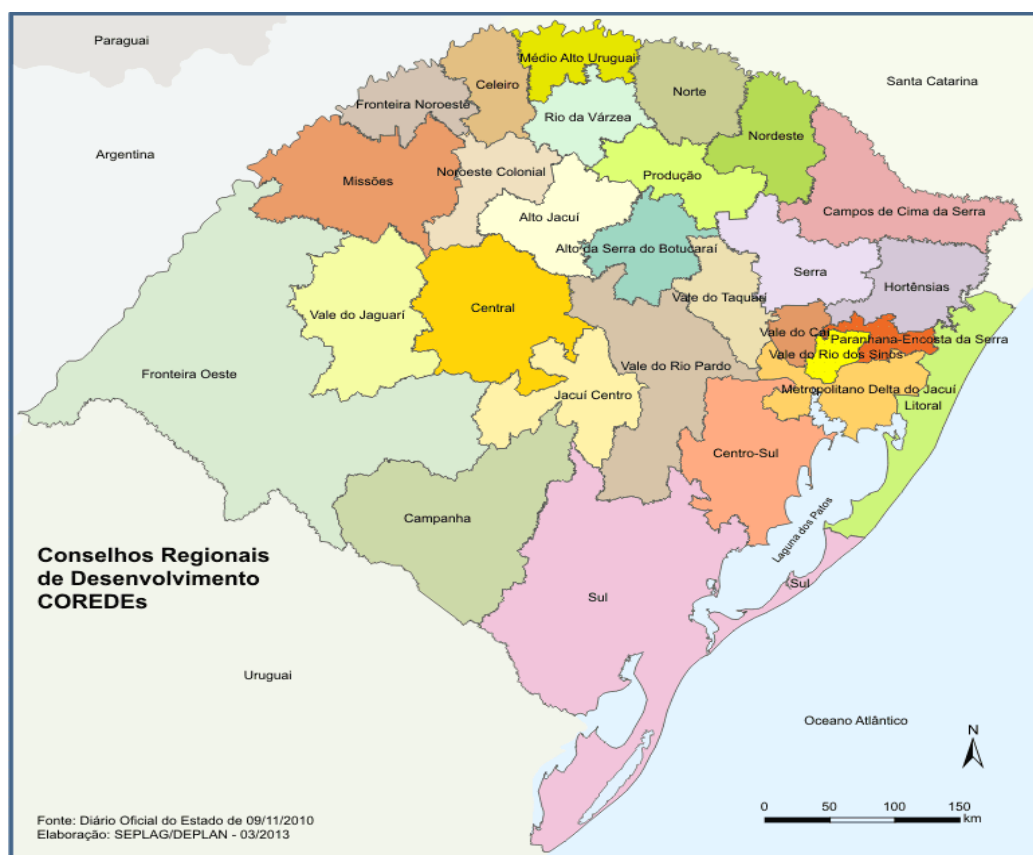 Paraguai
Médio Alto Uruguai
Santa Catarina
Celeiro
Norte
Fronteira Noroeste
Rio da Várzea
Nordeste
Argentina
Noroeste Colonial
Produção
Missões
Campos de Cima da Serra
Alto Jacuí
Alto da Serra do Botucaraí
Serra
Hortênsias
Vale do Taquari
Central
Vale do Jaguarí
Vale do Caí
Paranhana-Encosta da Serra
Vale do Rio dos Sinos
Fronteira Oeste
Vale do Rio Pardo
Metropolitano Delta do Jacuí
Jacuí Centro
Litoral
Centro-Sul
Campanha
Laguna dos Patos
Conselhos Regionais
de Desenvolvimento
COREDEs
Sul
Sul
Uruguai
Oceano Atlântico
N
0 50 100 150
km
Fonte: Diário Oficial do Estado de 09/11/2010
Elaboração: SEPLAG/DEPLAN - 03/2013